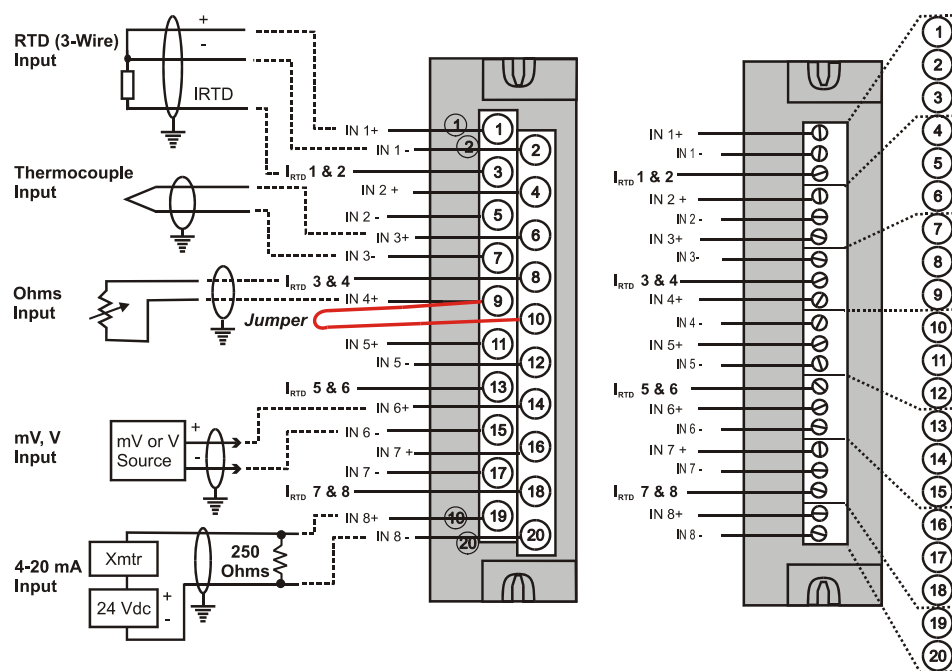 RTD (3-Wire)
Input
+
-
IRTD
Thermocouple
Input
Ohms
Input
Jumper
mV, V
Input
mV or V
Source
+
-
4-20 mA
Input
Xmtr
24 Vdc
+
-
250
Ohms
IN 1+
IN 1 -
IRTD 1 & 2
IN 2 +
IN 2 -
IN 3+
IN 3-
IRTD 3 & 4
IN 4+
IN 5+
IN 5 -
IRTD 5 & 6
IN 6+
IN 6 -
IN 7 +
IN 7 -
IRTD 7 & 8
IN 8+
IN 8 -
1
2
19
20
1
2
3
4
5
6
7
8
9
10
11
12
13
14
15
16
17
18
19
20
IN 1+
IN 1 -
IRTD 1 & 2
IN 2 +
IN 2 -
IN 3+
IN 3-
IRTD 3 & 4
IN 4+
IN 4 -
IN 5+
IN 5 -
IRTD 5 & 6
IN 6+
IN 6 -
IN 7 +
IN 7 -
IRTD 7 & 8
IN 8+
IN 8 -
1
2
3
4
5
6
7
8
9
10
11
12
13
14
15
16
17
18
19
20